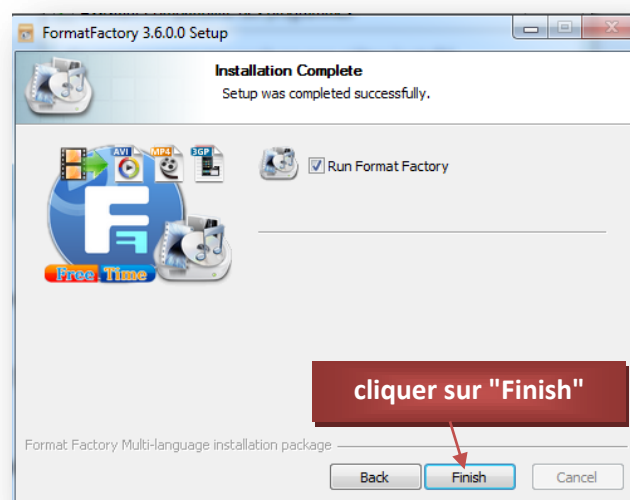 FormatFactory 3.6.0.0 Setup
Installation Complete
Setup was completed successfully.
AVI MP4 3GP
Run Format Factory
F
Free Time
cliquer sur "Finish"
Format Factory Multi-language installation package
Back Finish Cancel